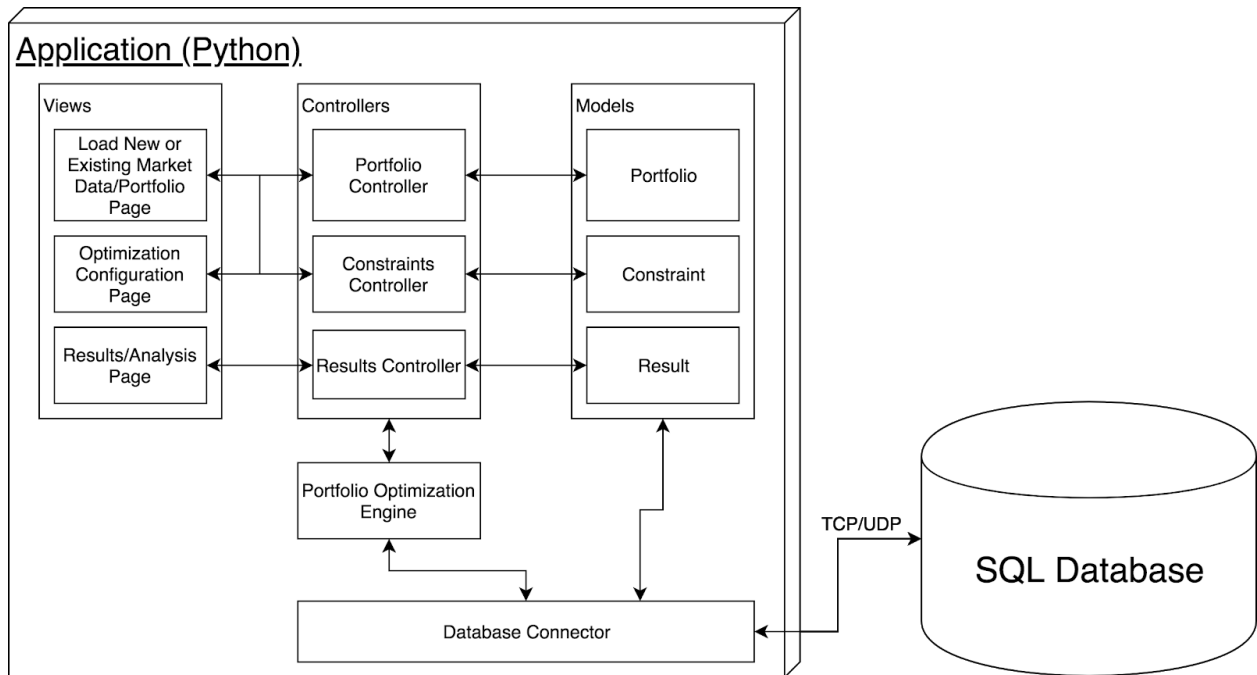 Application (Python)
Views
Load New or
Existing Market
Data/Portfolio
Page
Optimization
Configuration
Page
Results/Analysis
Page
Controllers
Portfolio
Controller
Constraints
Controller
Results Controller
Models
Portfolio
Constraint
Result
Portfolio Optimization
Engine
Database Connector
TCP/UDP
SQL Database